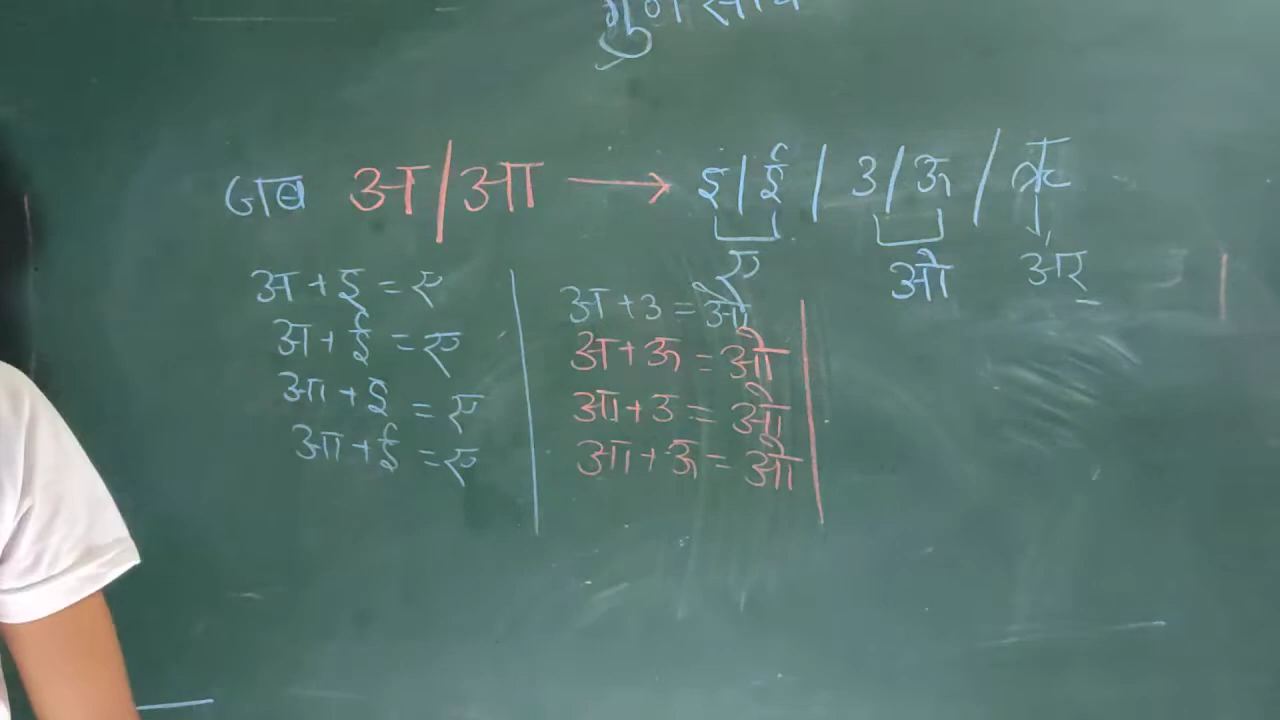 गुण संधि
जब अ/आ → इ/ई / उ/ऊ / ऋ
ए ओ अर्
अ + इ = ए
अ + ई = ए
आ + इ = ए
आ + ई = ए
अ + उ = ओ
अ + ऊ = ओ
आ + उ = ओ
आ + ऊ = ओ